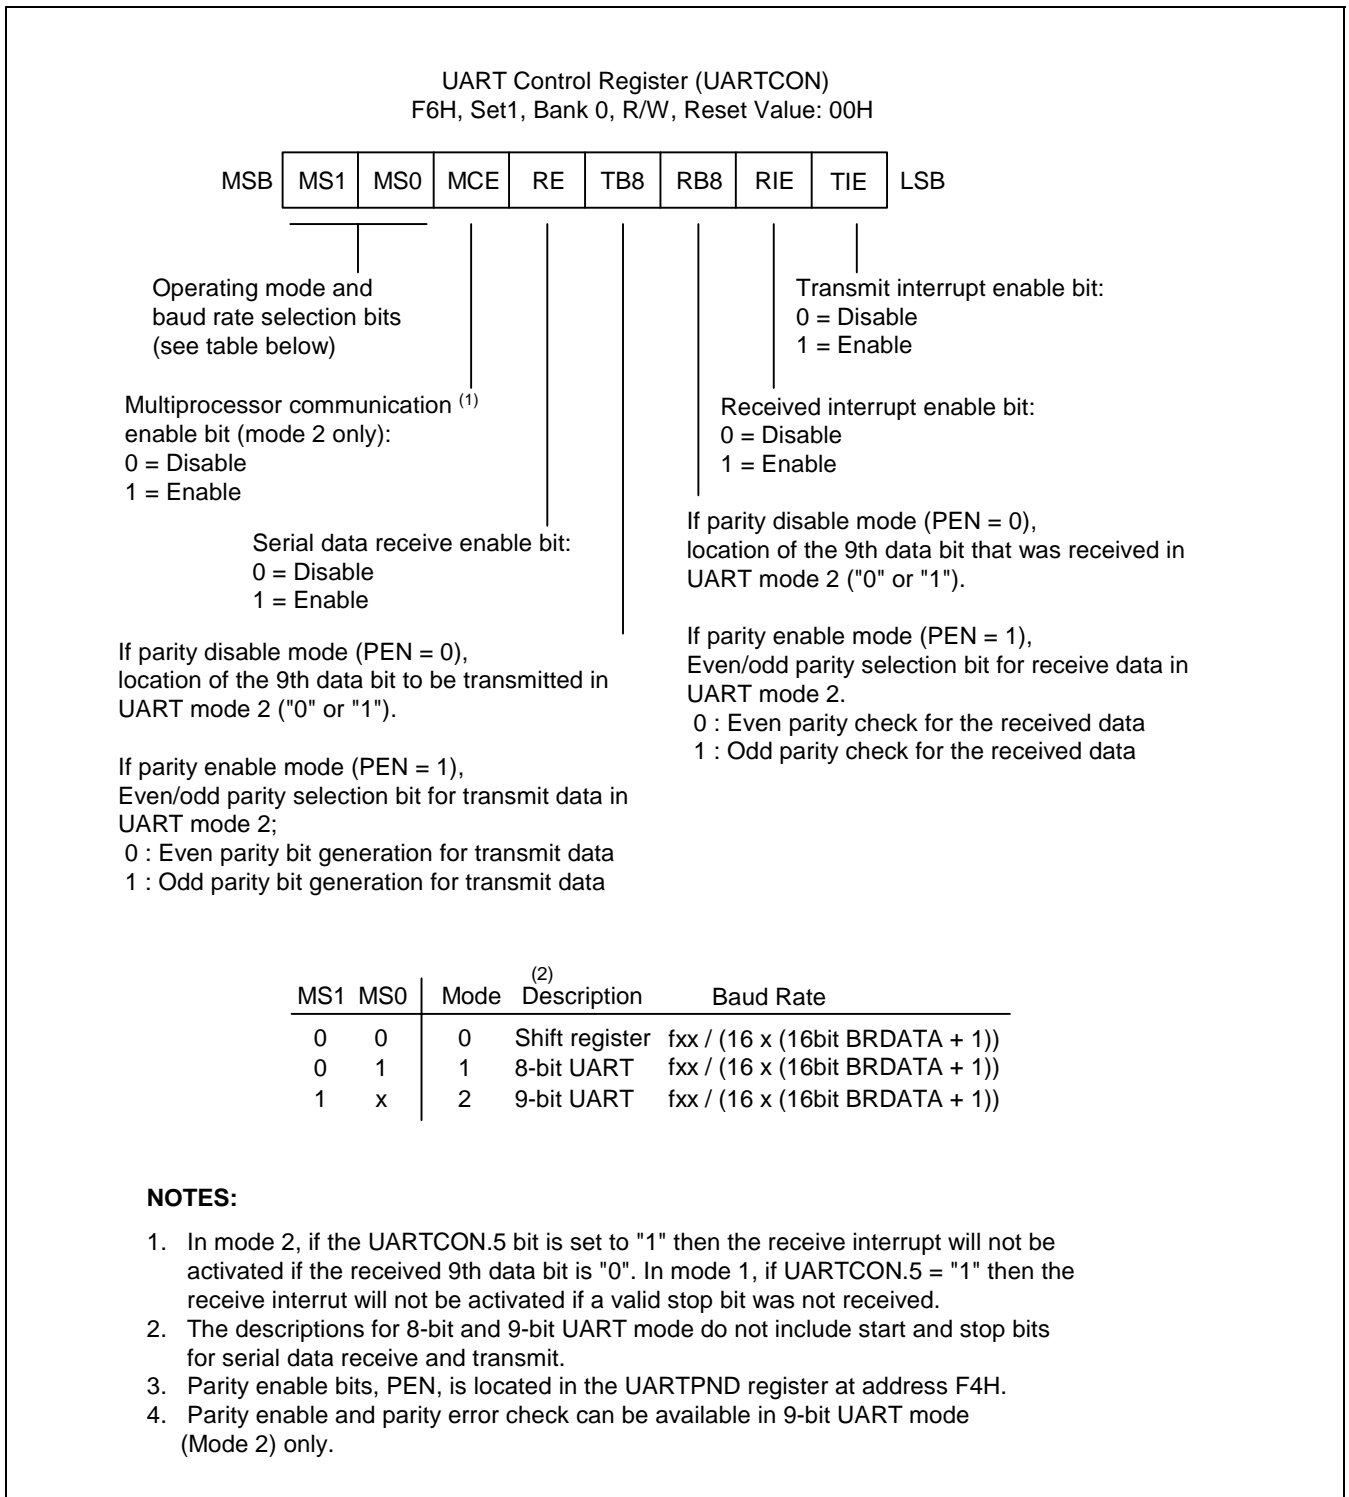 UART Control Register (UARTCON)
F6H, Set1, Bank 0, R/W, Reset Value: 00H
MSB MS1 MS0 MCE RE TB8 RB8 RIE TIE LSB
Operating mode and
baud rate selection bits
(see table below)
Transmit interrupt enable bit:
0 = Disable
1 = Enable
Multiprocessor communication (1)
enable bit (mode 2 only):
0 = Disable
1 = Enable
Received interrupt enable bit:
0 = Disable
1 = Enable
Serial data receive enable bit:
0 = Disable
1 = Enable
If parity disable mode (PEN = 0),
location of the 9th data bit that was received in
UART mode 2 ("0" or "1").
If parity enable mode (PEN = 1),
Even/odd parity selection bit for receive data in
UART mode 2.
0 : Even parity check for the received data
1 : Odd parity check for the received data
If parity disable mode (PEN = 0),
location of the 9th data bit to be transmitted in
UART mode 2 ("0" or "1").
If parity enable mode (PEN = 1),
Even/odd parity selection bit for transmit data in
UART mode 2;
0 : Even parity bit generation for transmit data
1 : Odd parity bit generation for transmit data
(2)
MS1 MS0 Mode Description Baud Rate
0 0 0 Shift register fxx / (16 x (16bit BRDATA + 1))
0 1 1 8-bit UART fxx / (16 x (16bit BRDATA + 1))
1 x 2 9-bit UART fxx / (16 x (16bit BRDATA + 1))
NOTES:
1. In mode 2, if the UARTCON.5 bit is set to "1" then the receive interrupt will not be
activated if the received 9th data bit is "0". In mode 1, if UARTCON.5 = "1" then the
receive interrut will not be activated if a valid stop bit was not received.
2. The descriptions for 8-bit and 9-bit UART mode do not include start and stop bits
for serial data receive and transmit.
3. Parity enable bits, PEN, is located in the UARTPND register at address F4H.
4. Parity enable and parity error check can be available in 9-bit UART mode
(Mode 2) only.